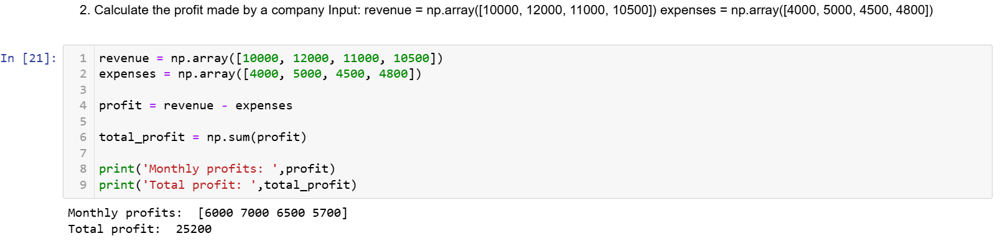 2. Calculate the profit made by a company Input: revenue = np.array([10000, 12000, 11000, 10500]) expenses = np.array([4000, 5000, 4500, 4800])
In [21]:
1 revenue = np.array([10000, 12000, 11000, 10500])
2 expenses = np.array([4000, 5000, 4500, 4800])
3
4 profit = revenue - expenses
5
6 total_profit = np.sum(profit)
7
8 print('Monthly profits: ',profit)
9 print('Total profit: ',total_profit)
Monthly profits:  [6000 7000 6500 5700]
Total profit:  25200